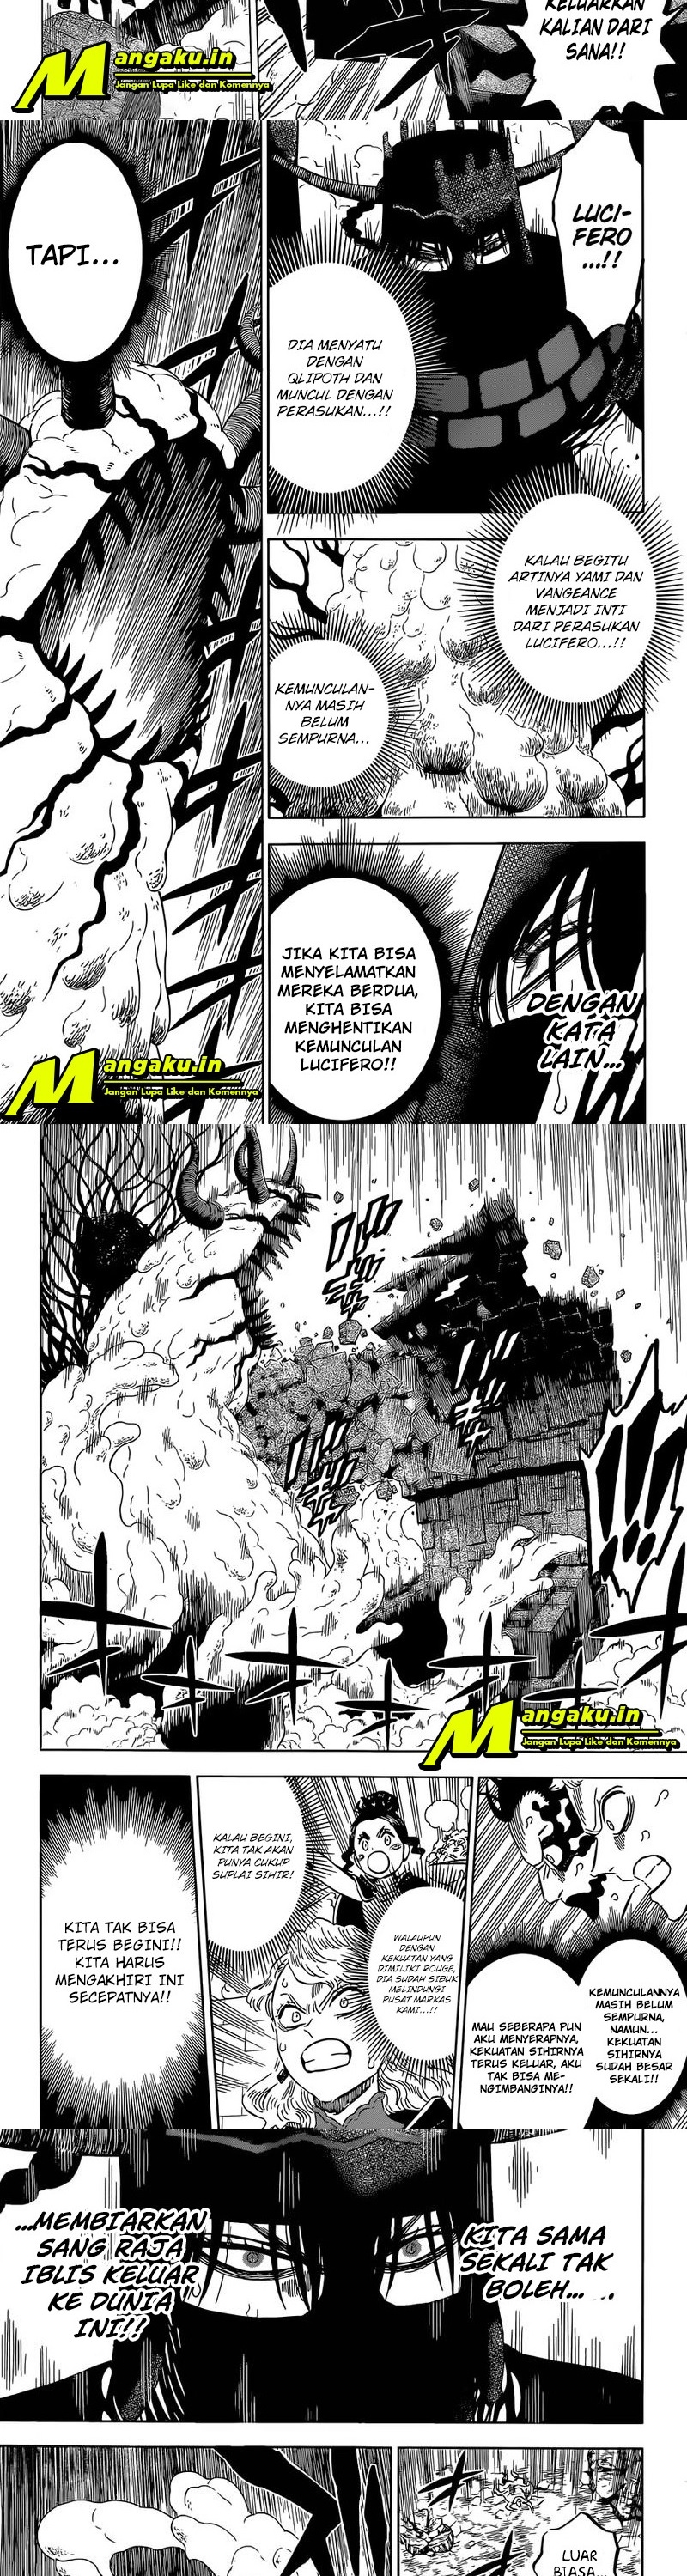 KELUARKAN
KALIAN DARI
SANA!!
Mangaku.in
Jangan Lupa Like dan Komennya
LUCI-
FERO
...!!
DIA MENYATU
DENGAN
QLIPOTH DAN
MUNCUL DENGAN
PERASUKAN...!!
TAPI...
KALAU BEGITU
ARTINYA YAMI DAN
VANGEANCE
MENJADI INTI
DARI PERASUKAN
LUCIFERO...!!
KEMUNCULAN-
NYA MASIH
BELUM
SEMPURNA...
DENGAN
KATA
LAIN...
JIKA KITA BISA
MENYELAMATKAN
MEREKA BERDUA,
KITA BISA
MENGHENTIKAN
KEMUNCULAN
LUCIFERO!!
Mangaku.in
Jangan Lupa Like dan Komennya
Mangaku.in
Jangan Lupa Like dan Komennya
KEMUNCULANNYA
MASIH BELUM
SEMPURNA,
NAMUN...
KEKUATAN
SIHIRNYA
SUDAH BESAR
SEKALI!!
MAU SEBERAPA PUN
AKU MENYERAPNYA,
KEKUATAN SIHIRNYA
TERUS KELUAR, AKU
TAK BISA ME-
NGIMBANGINYA!!
WALAUPUN
DENGAN
KEKUATAN YANG
DIMILIKI ROUGE,
DIA SUDAH SIBUK
MELINDUNGI
PUSAT MARKAS
KAMI...!!
KALAU BEGINI,
KITA TAK AKAN
PUNYA CUKUP
SUPLAI SIHIR!
KITA TAK BISA
TERUS BEGINI!!
KITA HARUS
MENGAKHIRI INI
SECEPATNYA!!
KITA SAMA
SEKALI TAK
BOLEH...
...MEMBIARKAN
SANG RAJA
IBLIS KELUAR
KE DUNIA
INI!!
LUAR
BIASA...